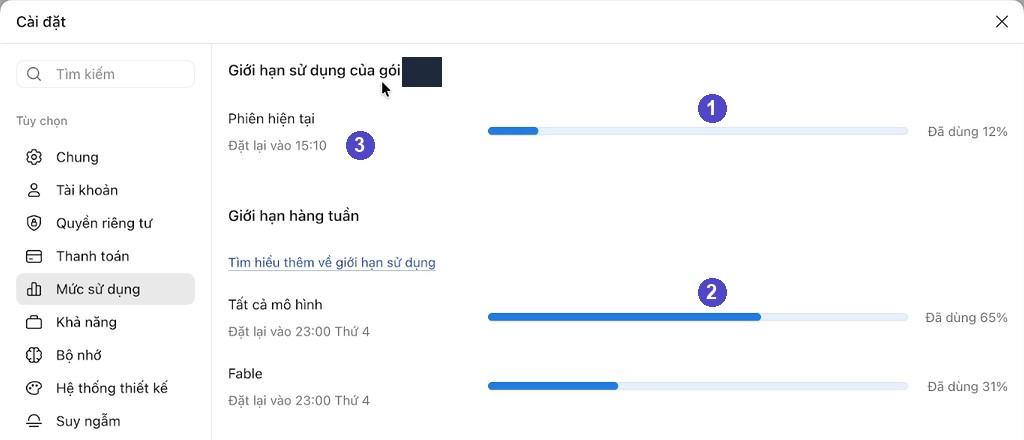 Cài đặt
Tìm kiếm
Tùy chọn
Chung
Tài khoản
Quyền riêng tư
Thanh toán
Mức sử dụng
Khả năng
Bộ nhớ
Hệ thống thiết kế
Suy ngẫm
Giới hạn sử dụng của gói
Phiên hiện tại
Đặt lại vào 15:10
3
1
Đã dùng 12%
Giới hạn hàng tuần
Tìm hiểu thêm về giới hạn sử dụng
Tất cả mô hình
Đặt lại vào 23:00 Thứ 4
2
Đã dùng 65%
Fable
Đặt lại vào 23:00 Thứ 4
Đã dùng 31%